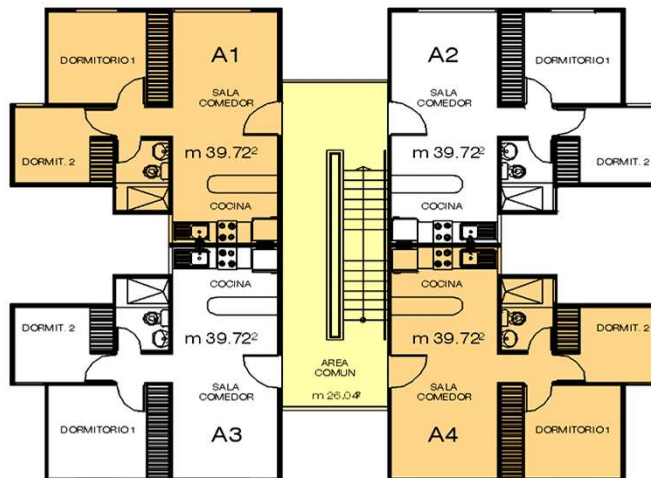 A1
DORMITORIO 1
SALA
COMEDOR
DORMIT. 2
m 39.72²
COCINA
A2
DORMITORIO 1
SALA
COMEDOR
DORMIT. 2
m 39.72²
COCINA
COCINA
DORMIT. 2
m 39.72²
SALA
COMEDOR
DORMITORIO 1
A3
AREA
COMUN
m 26.04²
COCINA
DORMIT. 2
m 39.72²
SALA
COMEDOR
DORMITORIO 1
A4